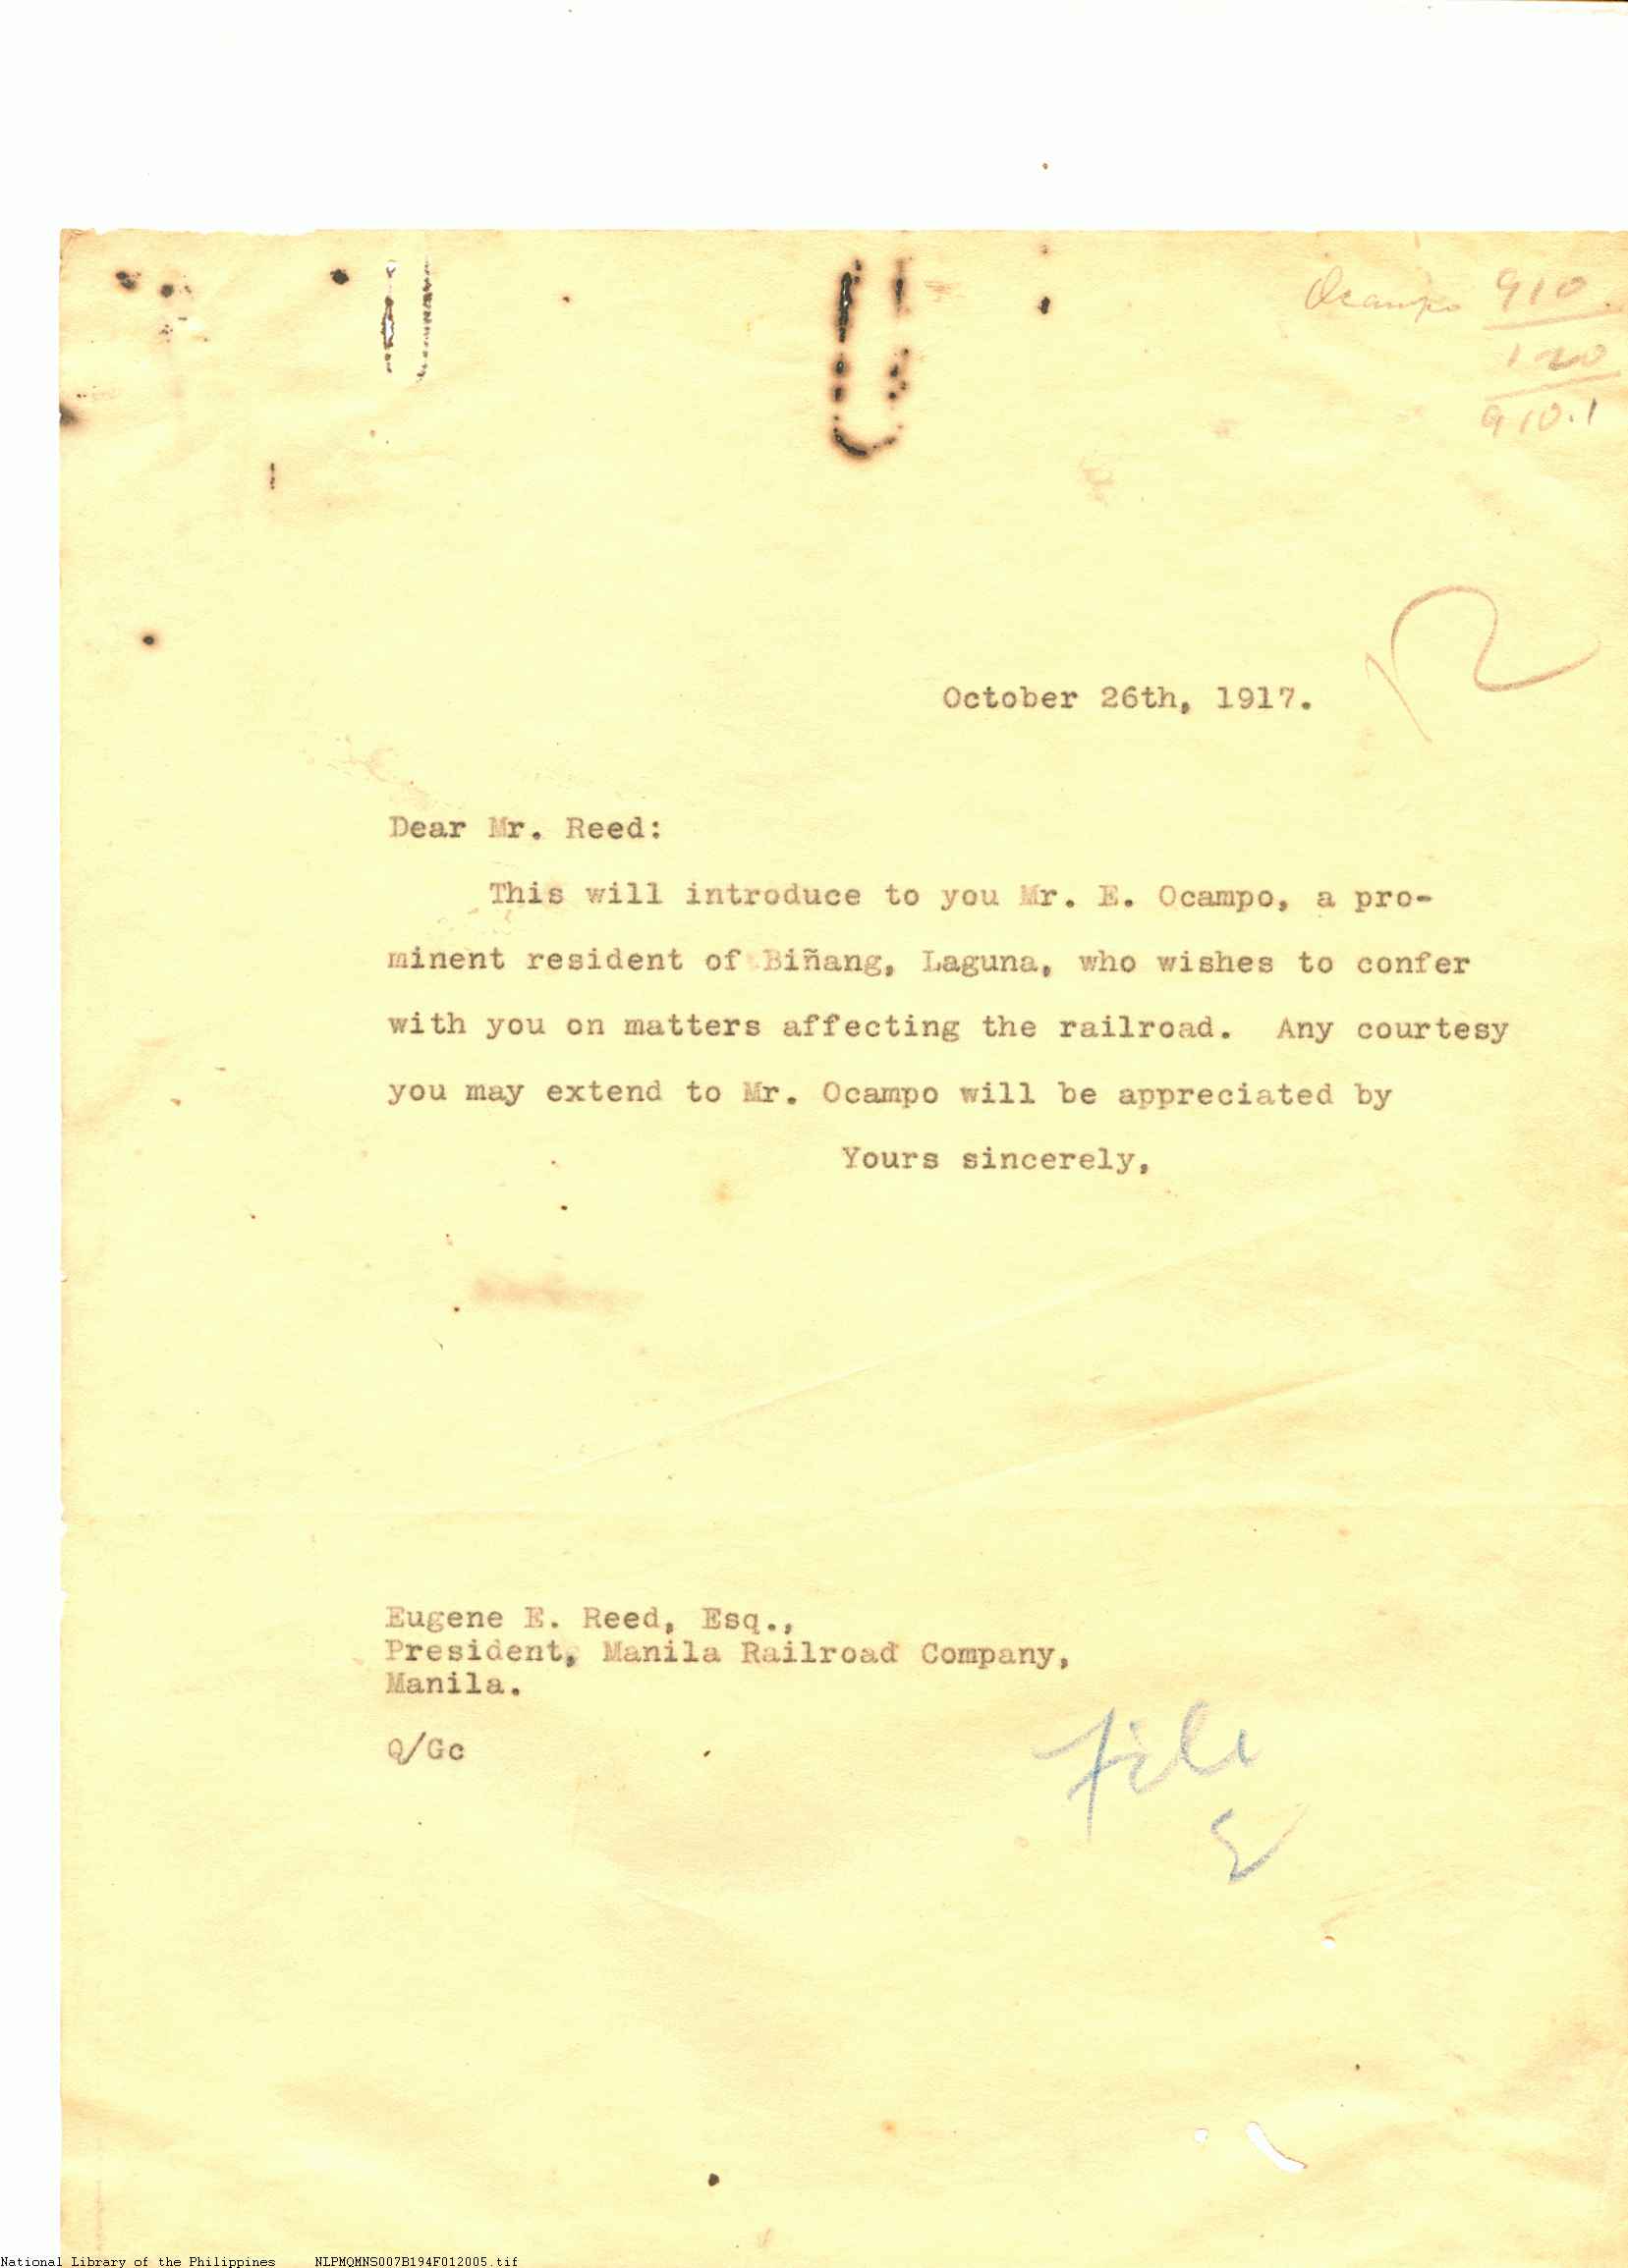 Ocampo 910
120
910.1
October 26th, 1917.
Dear Mr. Reed:
This will introduce to you Mr. E. Ocampo, a pro-
minent resident of Biñang, Laguna, who wishes to confer
with you on matters affecting the railroad. Any courtesy
you may extend to Mr. Ocampo will be appreciated by
Yours sincerely,
Eugene E. Reed, Esq.,
President, Manila Railroad Company,
Manila.
Q/Gc
File
National Library of the Philippines NLPMQMNS007B194F012005.tif